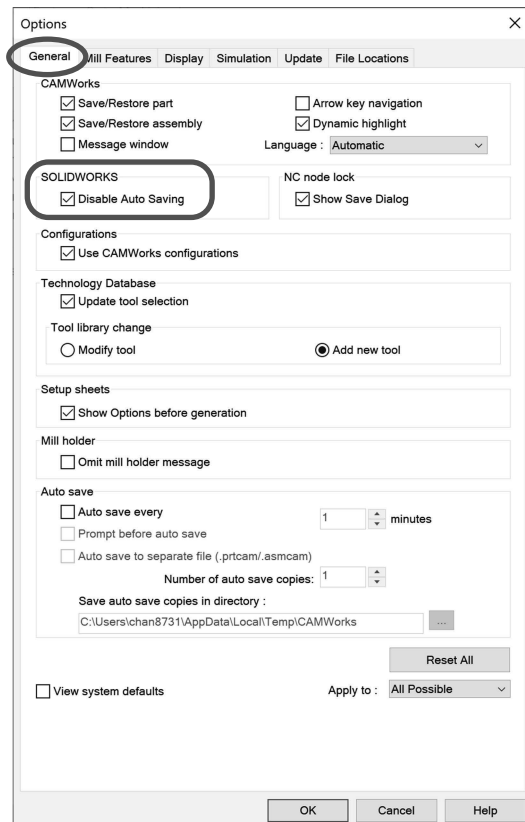 Options
General Mill Features Display Simulation Update File Locations
CAMWorks
Save/Restore part Arrow key navigation
Save/Restore assembly Dynamic highlight
Message window Language : Automatic
SOLIDWORKS NC node lock
Disable Auto Saving Show Save Dialog
Configurations
Use CAMWorks configurations
Technology Database
Update tool selection
Tool library change
Modify tool Add new tool
Setup sheets
Show Options before generation
Mill holder
Omit mill holder message
Auto save
Auto save every 1 minutes
Prompt before auto save
Auto save to separate file (.prtcam/.asmcam)
Number of auto save copies: 1
Save auto save copies in directory :
C:\Users\chan8731\AppData\Local\Temp\CAMWorks ...
Reset All
View system defaults Apply to : All Possible
OK Cancel Help